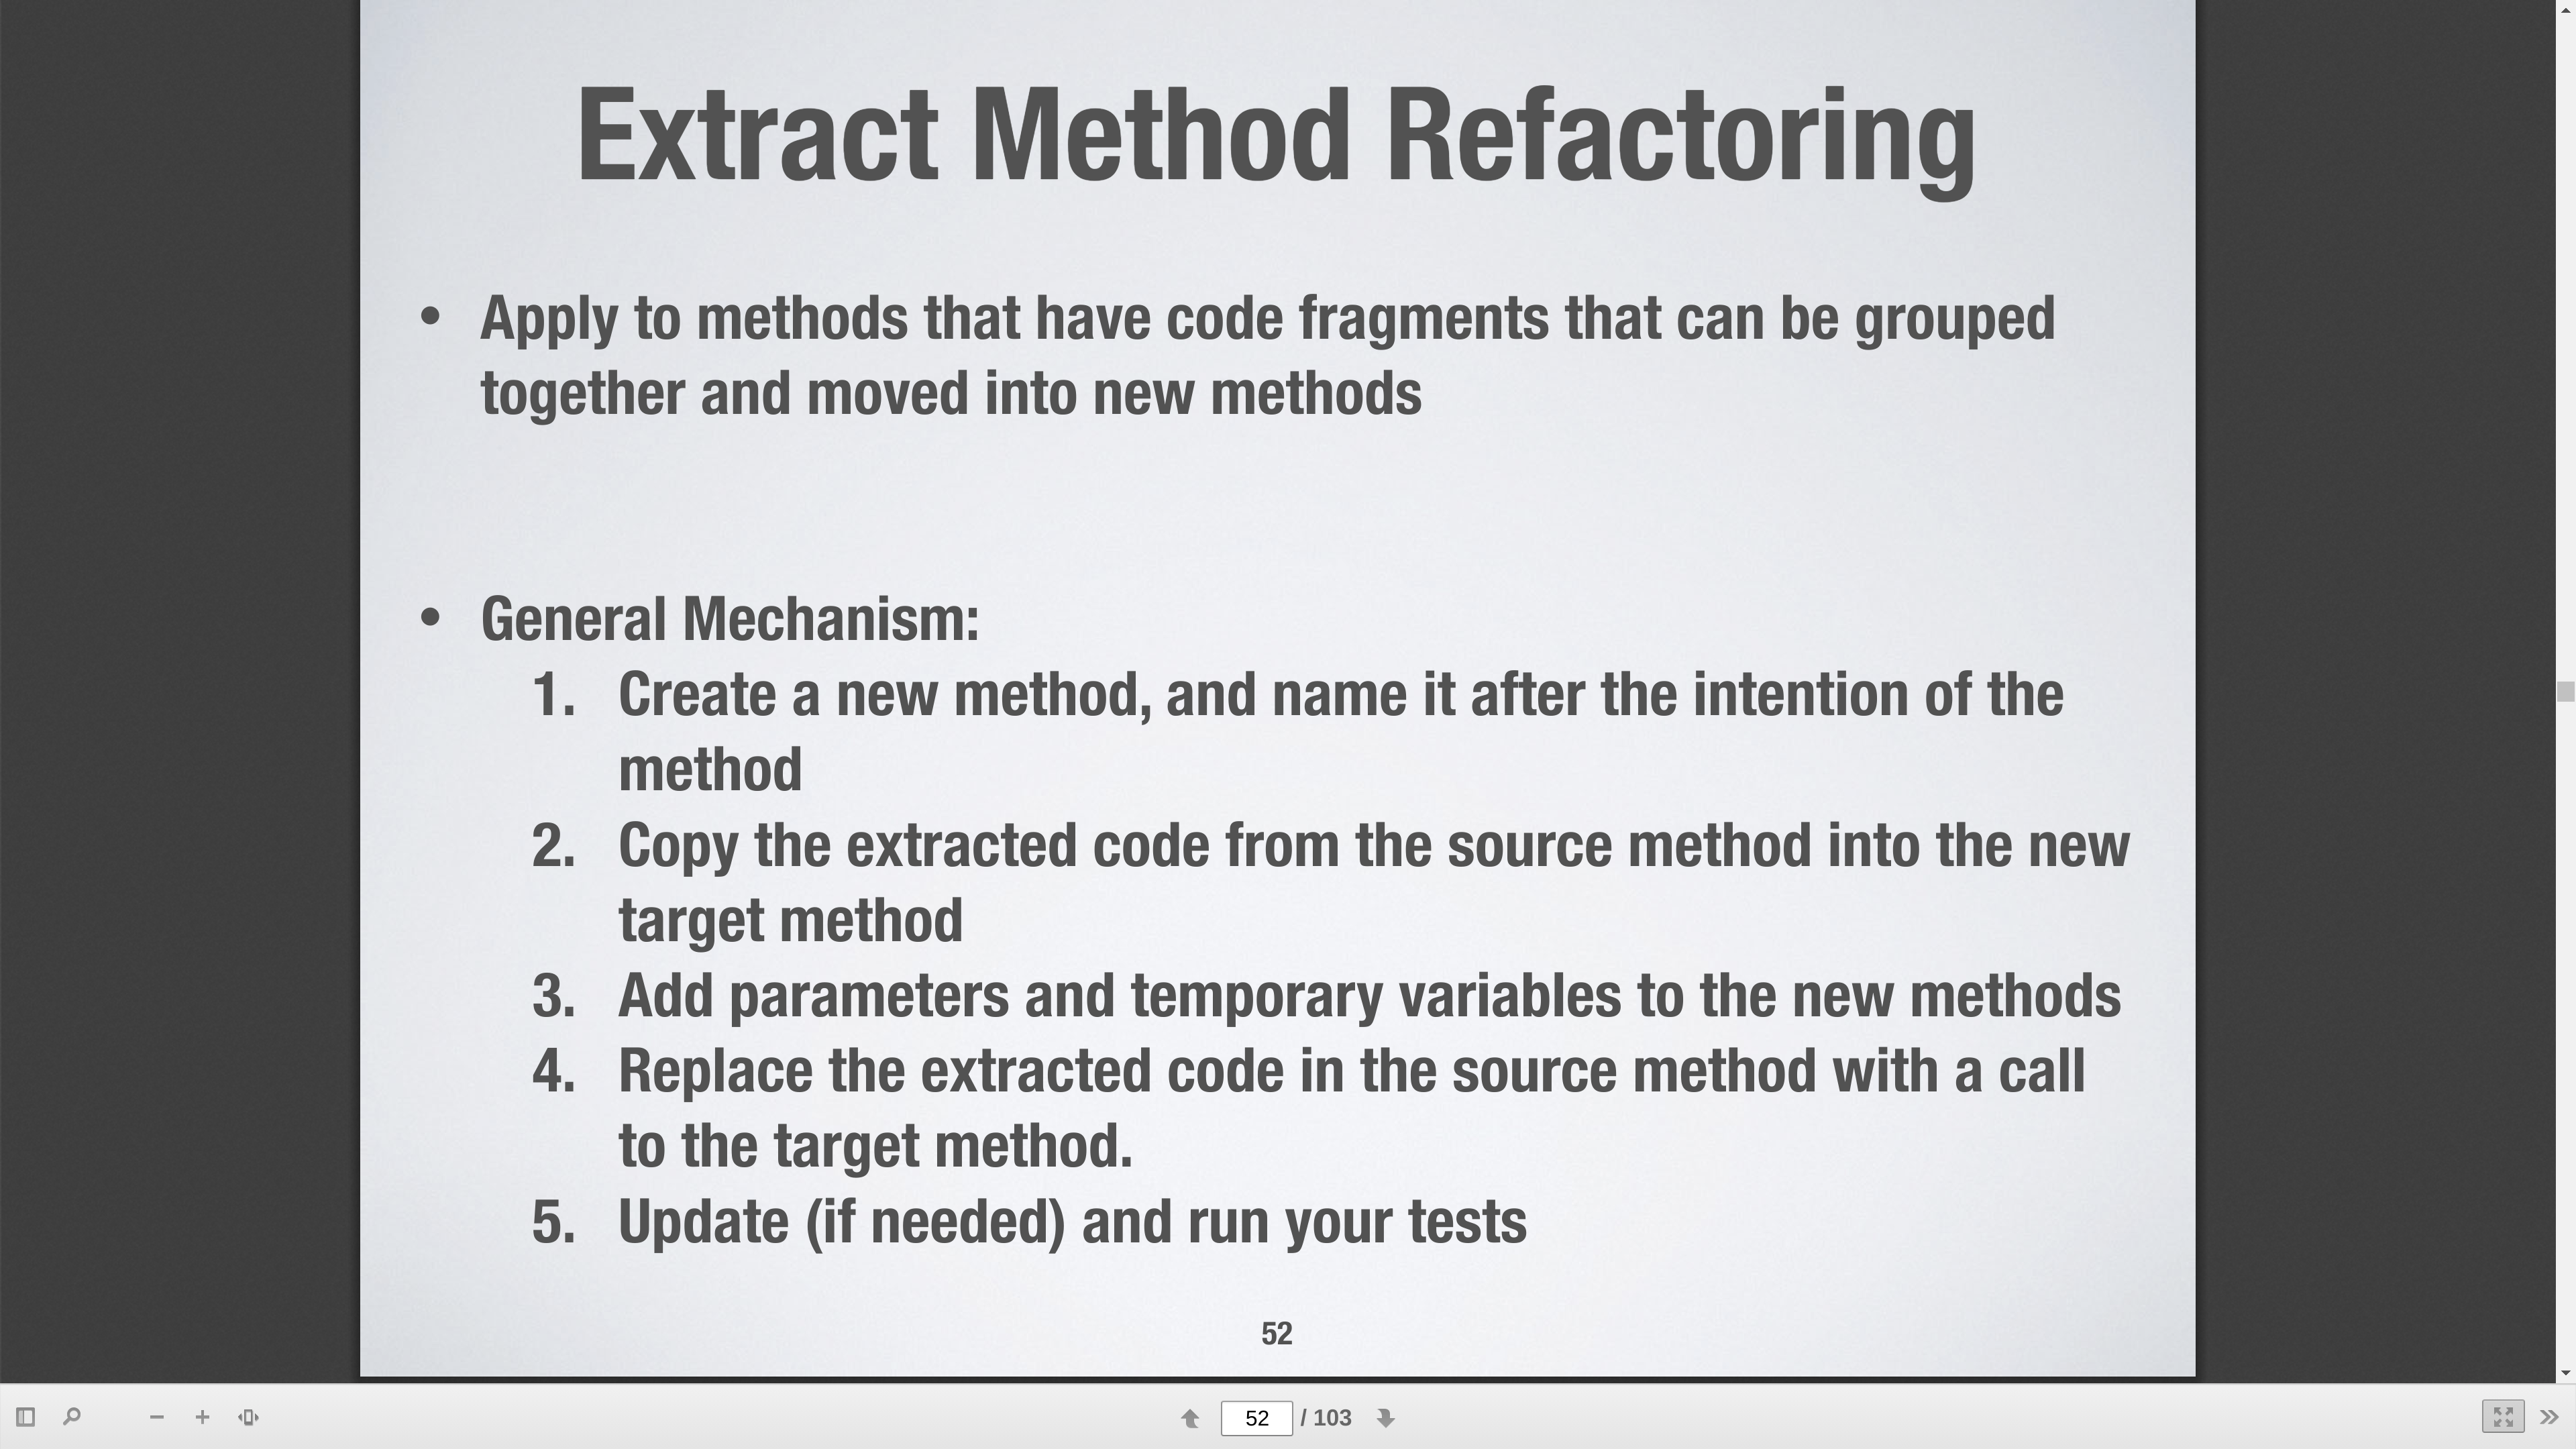 Extract Method Refactoring
• Apply to methods that have code fragments that can be grouped
together and moved into new methods
• General Mechanism:
1. Create a new method, and name it after the intention of the
method
2. Copy the extracted code from the source method into the new
target method
3. Add parameters and temporary variables to the new methods
4. Replace the extracted code in the source method with a call
to the target method.
5. Update (if needed) and run your tests
52
52 / 103